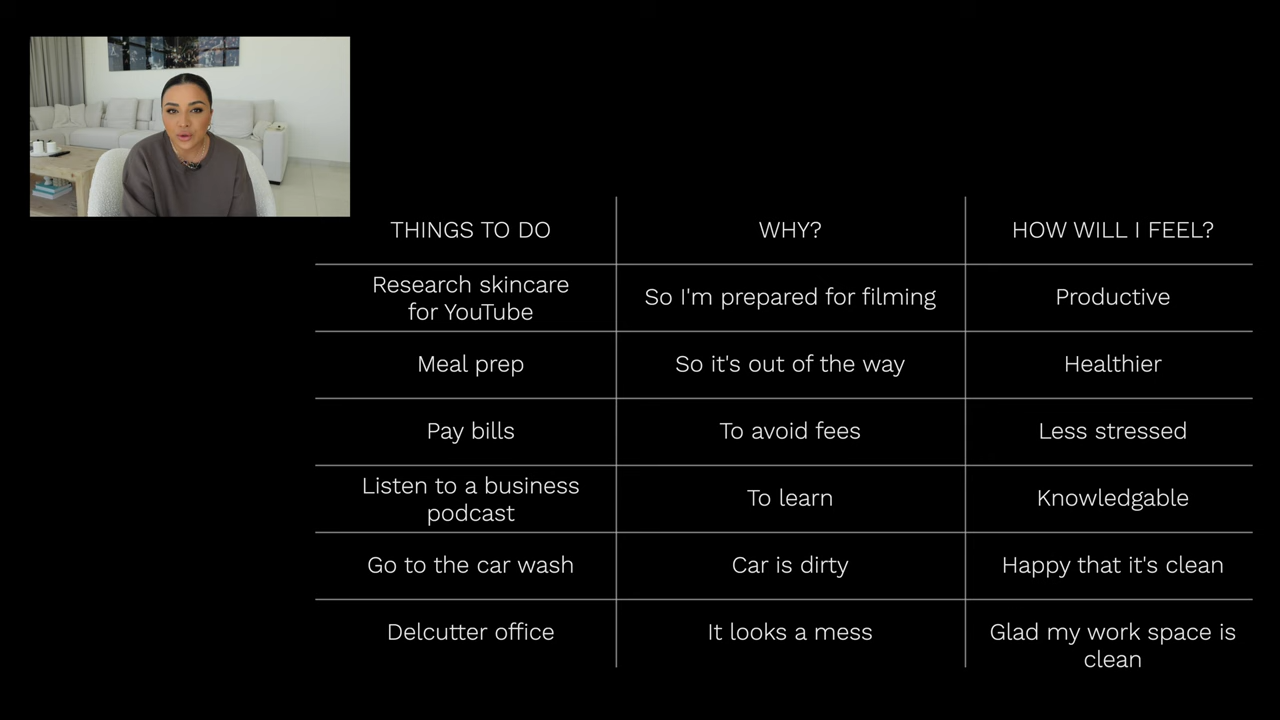 THINGS TO DO
WHY?
HOW WILL I FEEL?
Research skincare
for YouTube
So I'm prepared for filming
Productive
Meal prep
So it's out of the way
Healthier
Pay bills
To avoid fees
Less stressed
Listen to a business
podcast
To learn
Knowledgable
Go to the car wash
Car is dirty
Happy that it's clean
Delcutter office
It looks a mess
Glad my work space is
clean